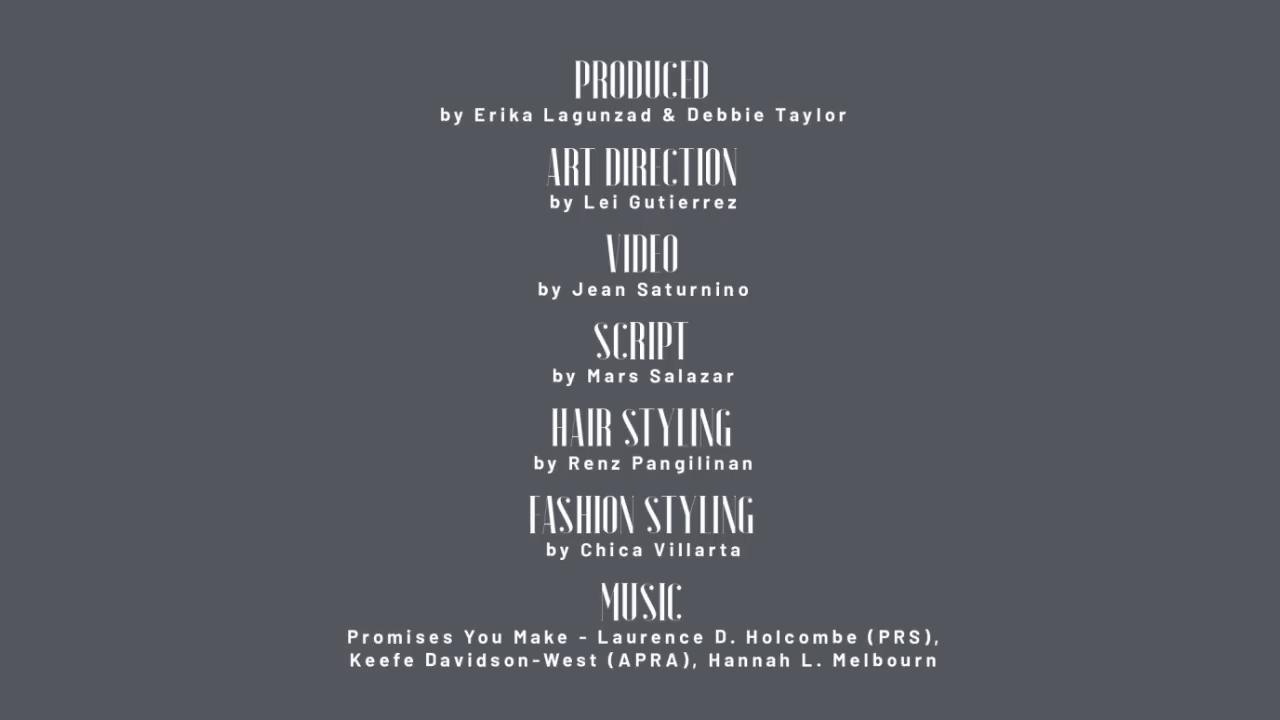 PRODUCED
by Erika Lagunzad & Debbie Taylor
ART DIRECTION
by Lei Gutierrez
VIDEO
by Jean Saturnino
SCRIPT
by Mars Salazar
HAIR STYLING
by Renz Pangilinan
FASHION STYLING
by Chica Villarta
MUSIC
Promises You Make - Laurence D. Holcombe (PRS),
Keefe Davidson-West (APRA), Hannah L. Melbourn